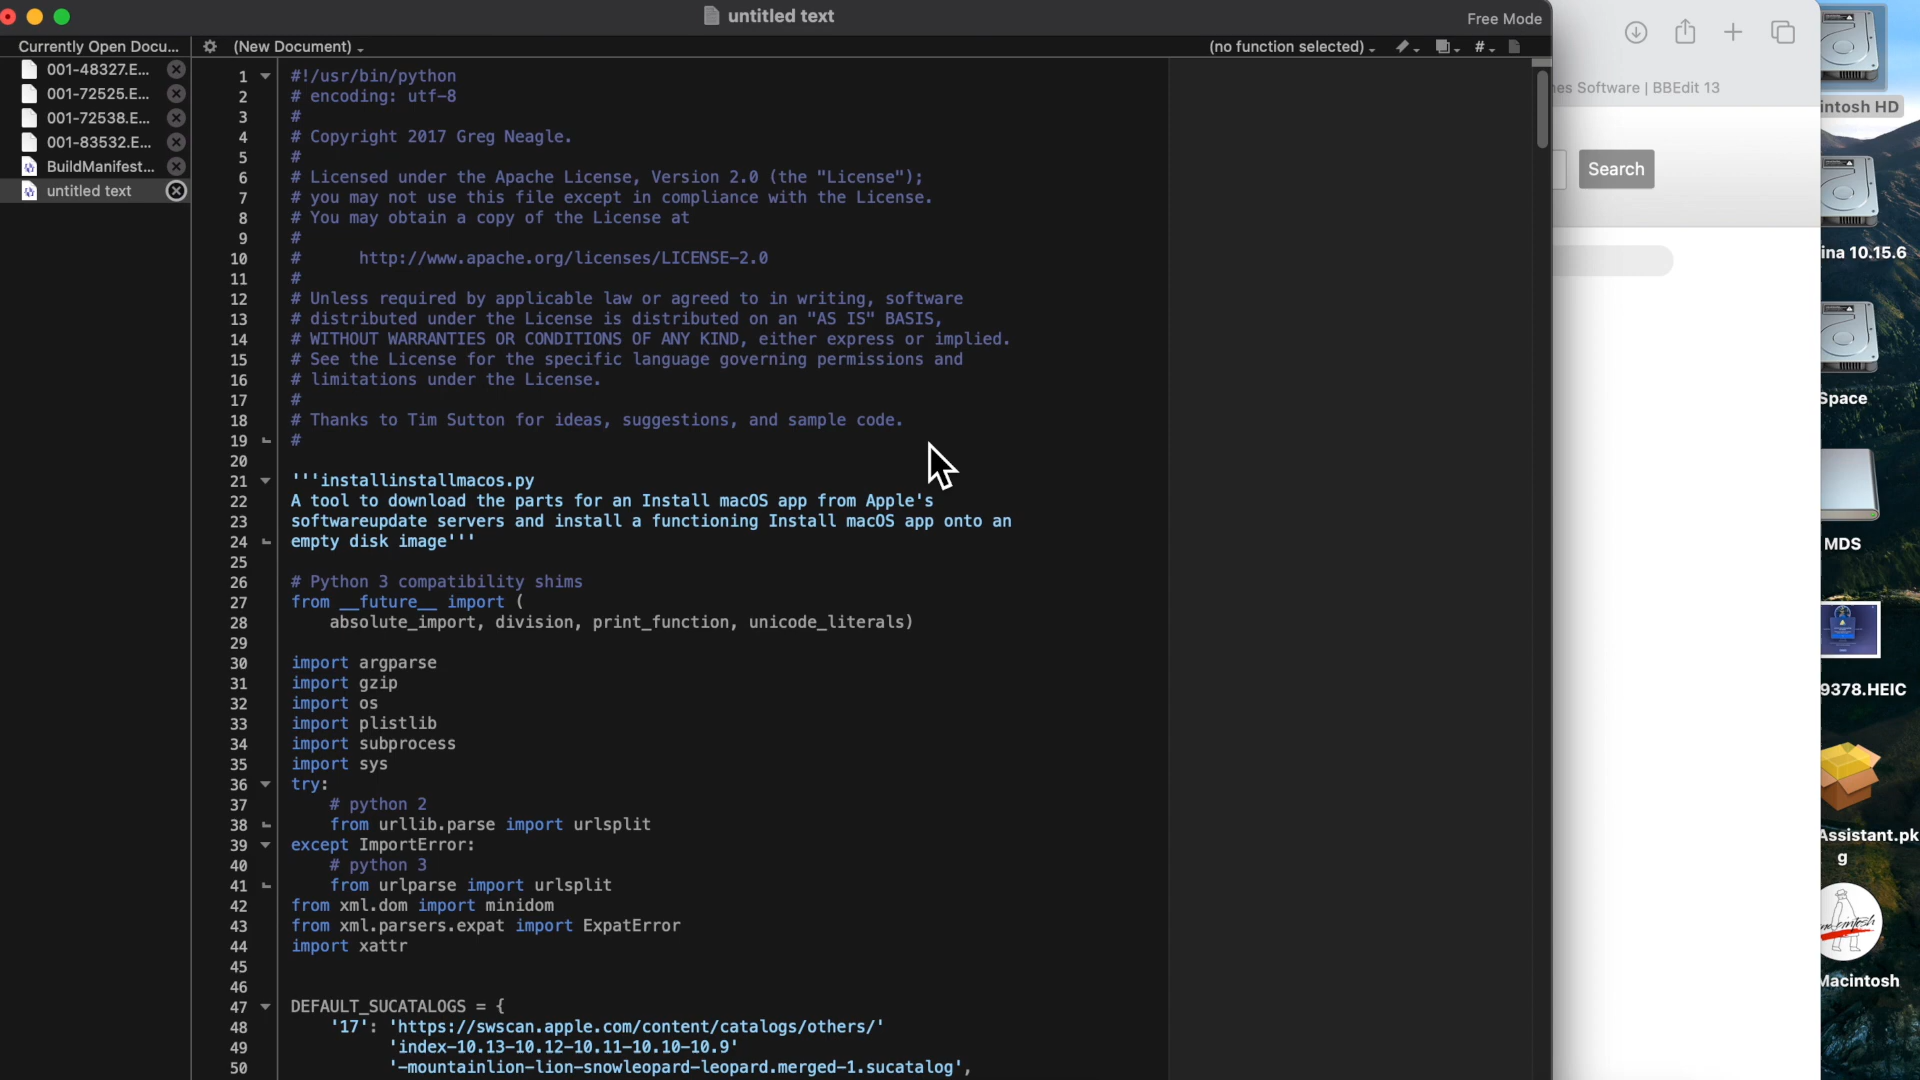 untitled text
Free Mode
Currently Open Docu...
(New Document)
(no function selected)
#
001-48327.E...
001-72525.E...
001-72538.E...
001-83532.E...
BuildManifest...
untitled text
1 #!/usr/bin/python
2 # encoding: utf-8
3 #
4 # Copyright 2017 Greg Neagle.
5 #
6 # Licensed under the Apache License, Version 2.0 (the "License");
7 # you may not use this file except in compliance with the License.
8 # You may obtain a copy of the License at
9 #
10 #      http://www.apache.org/licenses/LICENSE-2.0
11 #
12 # Unless required by applicable law or agreed to in writing, software
13 # distributed under the License is distributed on an "AS IS" BASIS,
14 # WITHOUT WARRANTIES OR CONDITIONS OF ANY KIND, either express or implied.
15 # See the License for the specific language governing permissions and
16 # limitations under the License.
17 #
18 # Thanks to Tim Sutton for ideas, suggestions, and sample code.
19 #
20
21 '''installinstallmacos.py
22 A tool to download the parts for an Install macOS app from Apple's
23 softwareupdate servers and install a functioning Install macOS app onto an
24 empty disk image'''
25
26 # Python 3 compatibility shims
27 from __future__ import (
28     absolute_import, division, print_function, unicode_literals)
29
30 import argparse
31 import gzip
32 import os
33 import plistlib
34 import subprocess
35 import sys
36 try:
37     # python 2
38     from urllib.parse import urlsplit
39 except ImportError:
40     # python 3
41     from urlparse import urlsplit
42 from xml.dom import minidom
43 from xml.parsers.expat import ExpatError
44 import xattr
45
46
47 DEFAULT_SUCATALOGS = {
48     '17': 'https://swscan.apple.com/content/catalogs/others/'
49           'index-10.13-10.12-10.11-10.10-10.9'
50           '-mountainlion-lion-snowleopard-leopard.merged-1.sucatalog',
es Software | BBEdit 13
Search
intosh HD
ina 10.15.6
Space
MDS
9378.HEIC
Assistant.pk
g
Macintosh